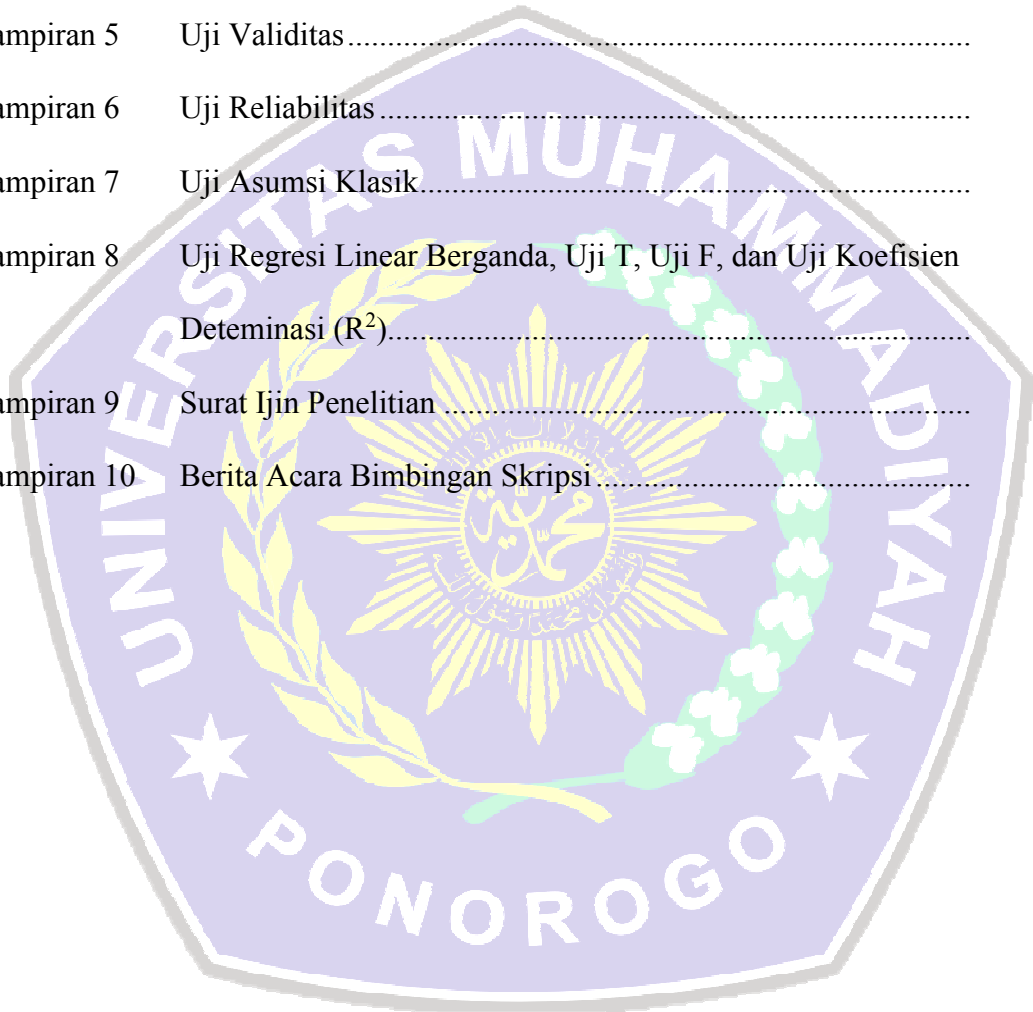 ampiran 5 Uji Validitas..............................................................................
ampiran 6 Uji Reliabilitas..........................................................................
ampiran 7 Uji Asumsi Klasik.....................................................................
ampiran 8 Uji Regresi Linear Berganda, Uji T, Uji F, dan Uji Koefisien
Deteminasi (R²).........................................................................
ampiran 9 Surat Ijin Penelitian ..................................................................
ampiran 10 Berita Acara Bimbingan Skripsi ...............................................
UNIVERSITAS MUHAMMADIYAH
PONOROGO
محمدية